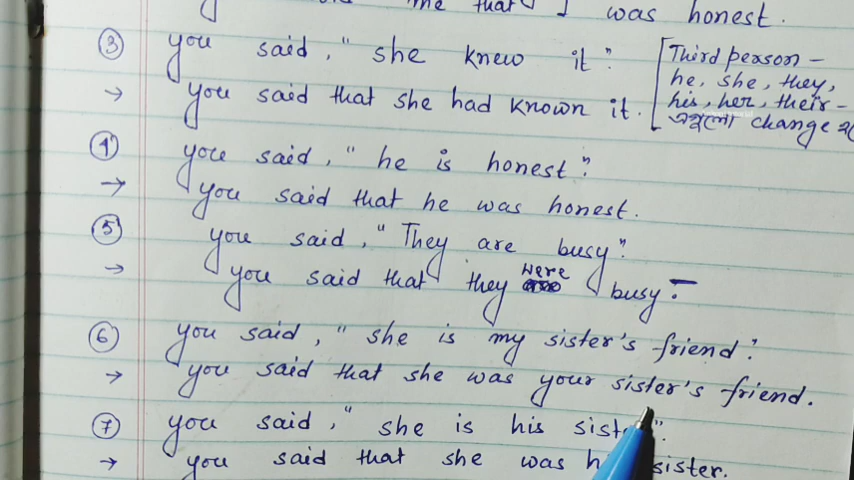 me that I was honest.
③ you said, " she knew it". [Third person –
he, she, they,
→ you said that she had known it. his, her, their –
এগুলো change
④ you said, " he is honest".
→ you said that he was honest.
⑤ you said, " They are busy".
→ you said that they were busy.
⑥ you said, " she is my sister's friend".
→ you said that she was your sister's friend.
⑦ you said, " she is his
→ you said that she was sister.